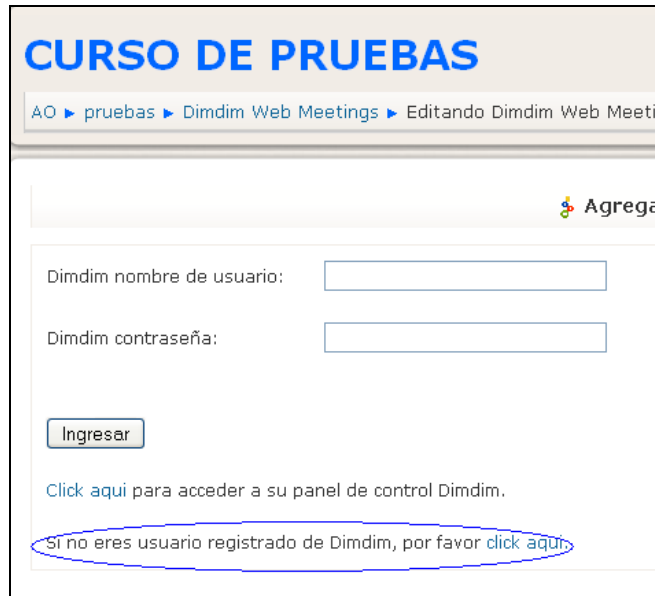 CURSO DE PRUEBAS
AO ▶ pruebas ▶ Dimdim Web Meetings ▶ Editando Dimdim Web Meeti
Agrega
Dimdim nombre de usuario:
Dimdim contraseña:
Ingresar
Click aqui para acceder a su panel de control Dimdim.
Si no eres usuario registrado de Dimdim, por favor click aqui.